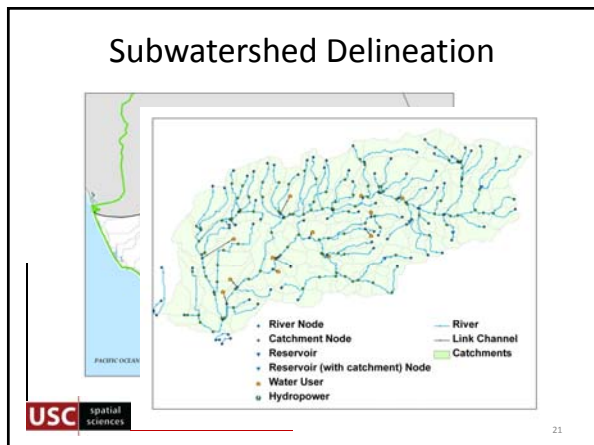 Subwatershed Delineation
River Node
Catchment Node
Reservoir
Reservoir (with catchment) Node
Water User
Hydropower
River
Link Channel
Catchments
PACIFIC OCEAN
USC spatial
sciences
21